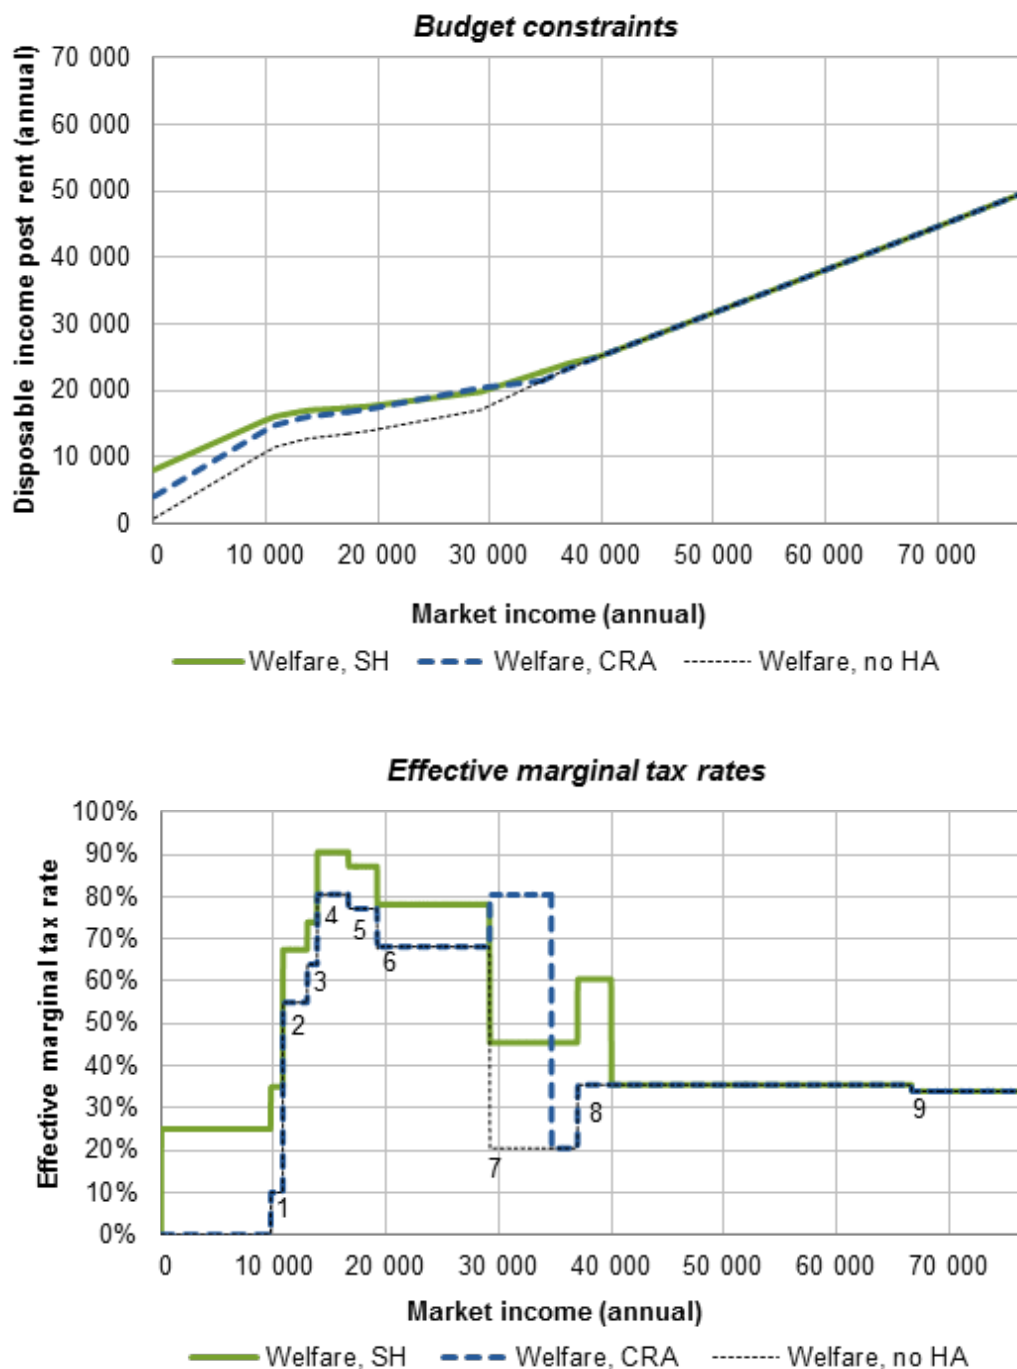 Budget constraints
Disposable income post rent (annual)
70 000
60 000
50 000
40 000
30 000
20 000
10 000
0
0 10 000 20 000 30 000 40 000 50 000 60 000 70 000
Market income (annual)
Welfare, SH Welfare, CRA Welfare, no HA
Effective marginal tax rates
Effective marginal tax rate
100%
90%
80%
70%
60%
50%
40%
30%
20%
10%
0%
4
5
6
3
2
8
9
7
1
0 10 000 20 000 30 000 40 000 50 000 60 000 70 000
Market income (annual)
Welfare, SH Welfare, CRA Welfare, no HA